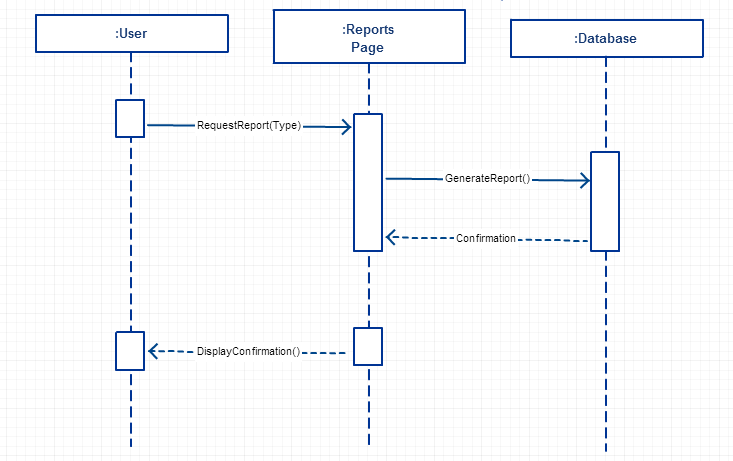 :User
:Reports
Page
:Database
RequestReport(Type)
GenerateReport()
Confirmation
DisplayConfirmation()